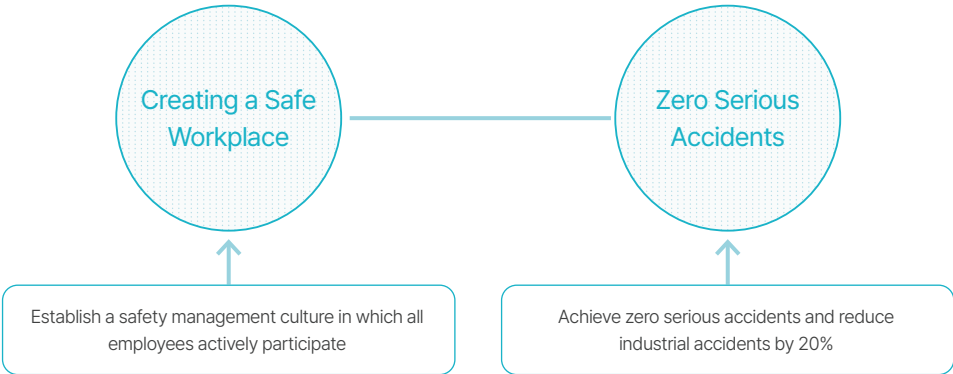 Creating a Safe
Workplace
Zero Serious
Accidents
Establish a safety management culture in which all
employees actively participate
Achieve zero serious accidents and reduce
industrial accidents by 20%